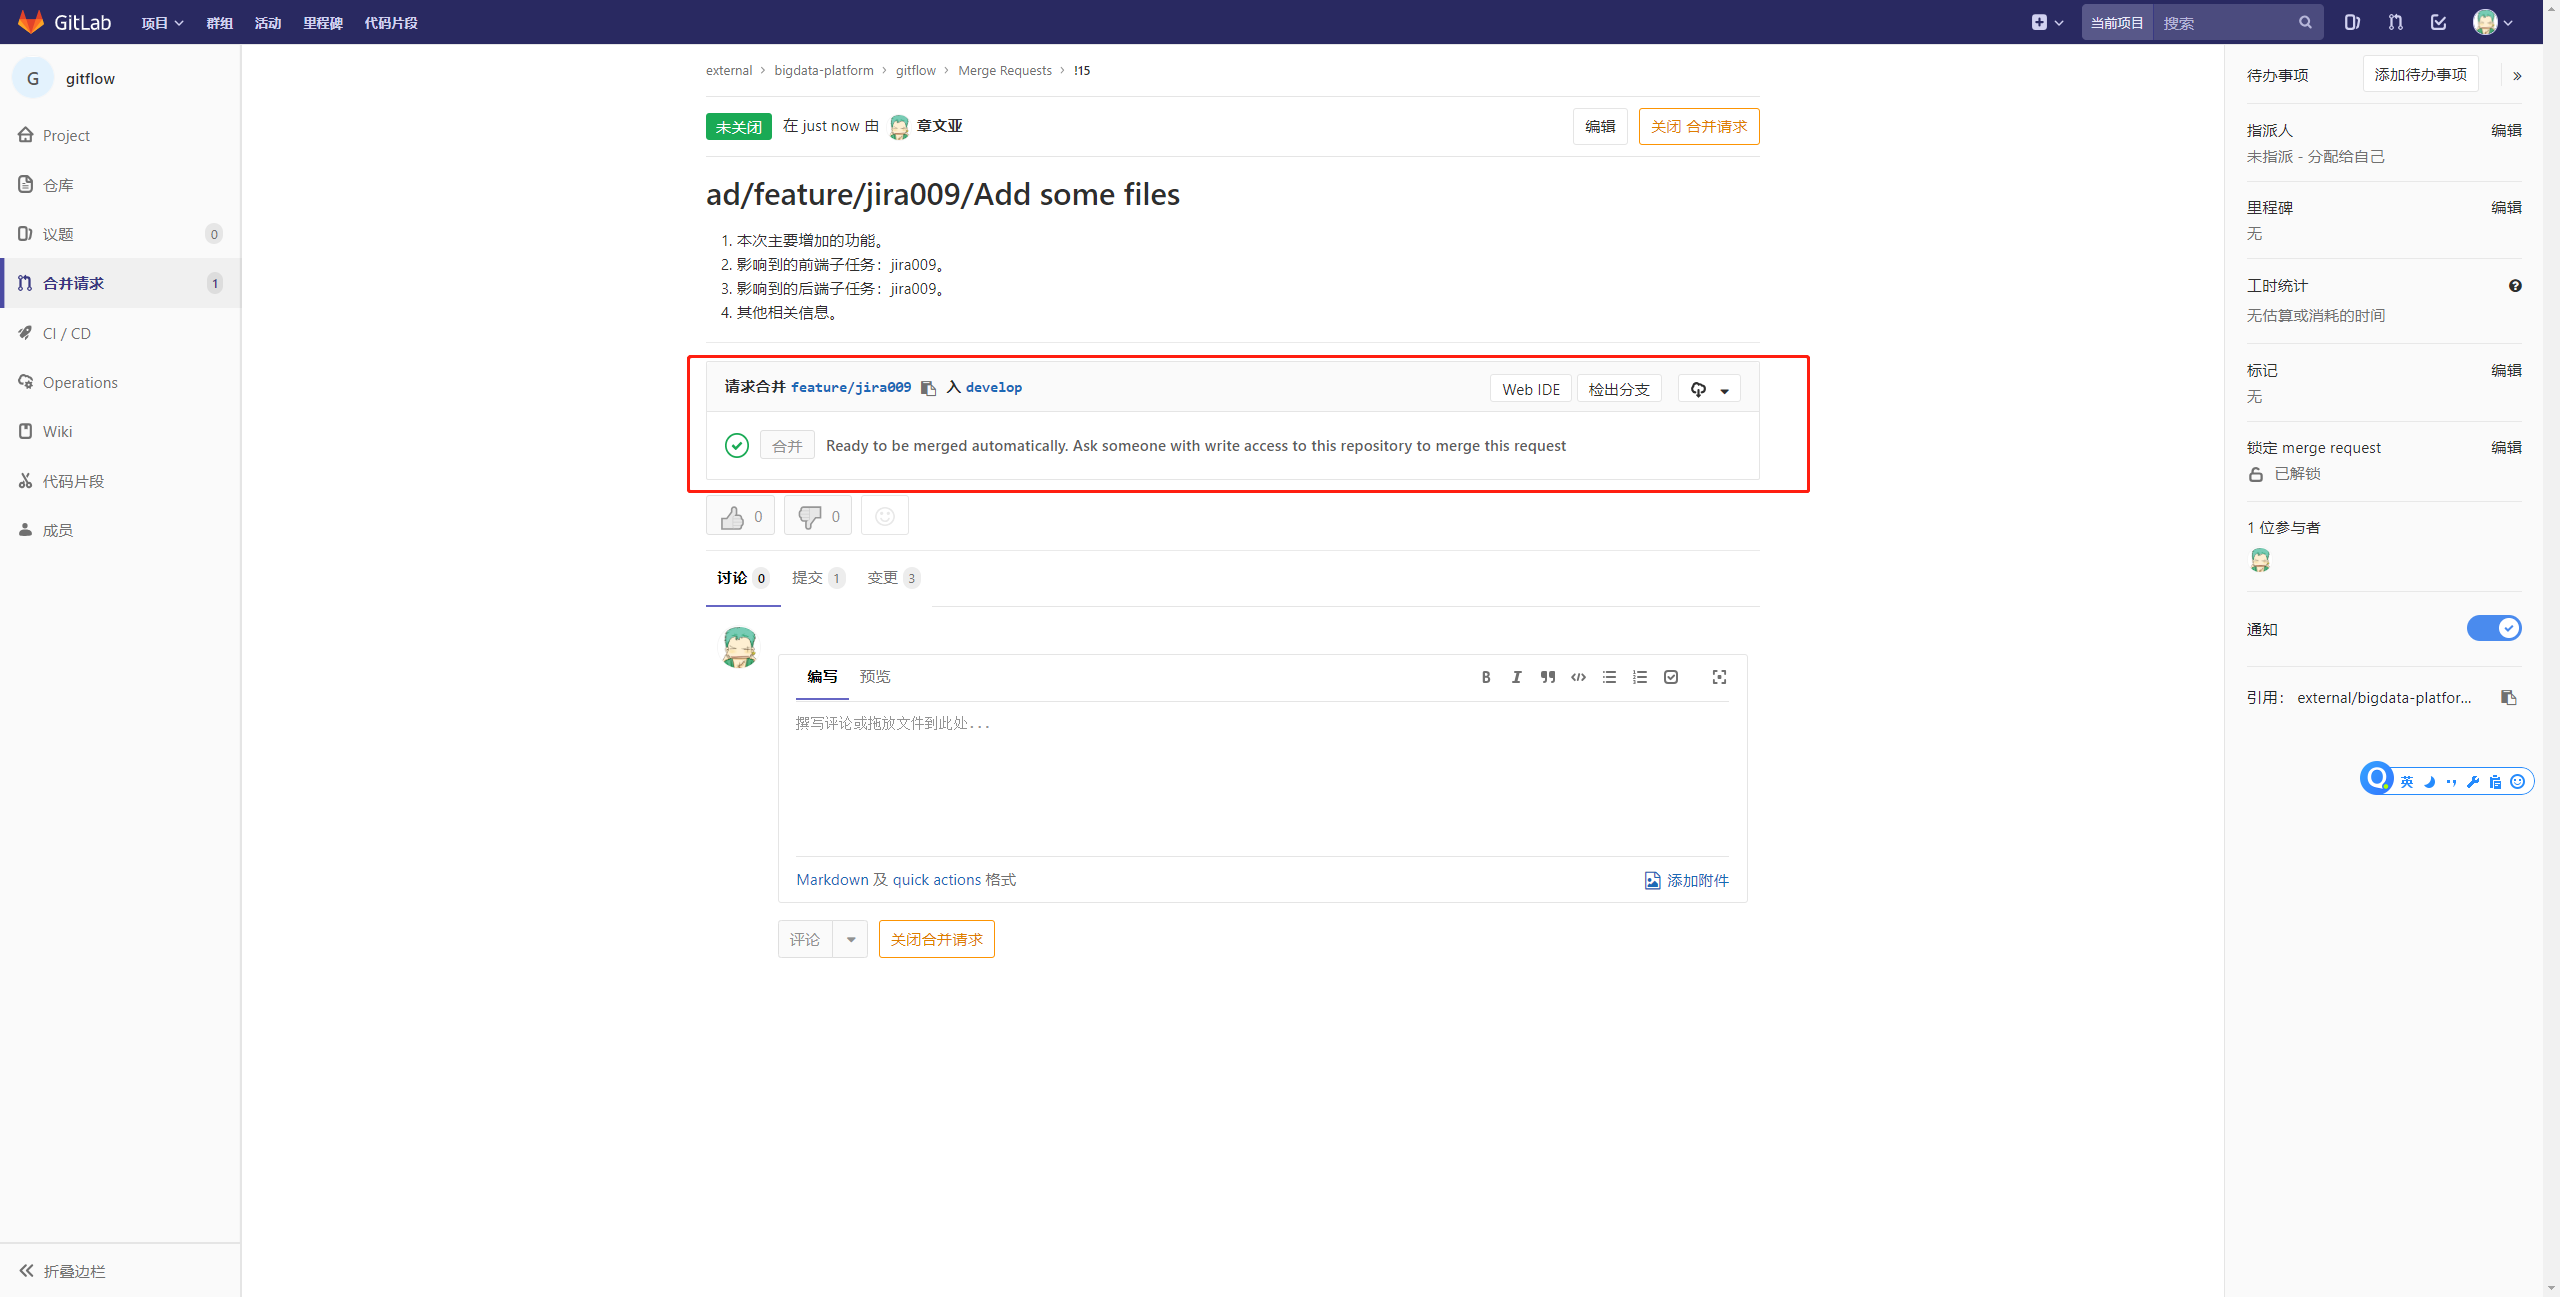 GitLab 项目 群组 活动 里程碑 代码片段 当前项目 搜索
G gitflow
Project
仓库
议题 0
合并请求 1
CI / CD
Operations
Wiki
代码片段
成员
折叠边栏
external > bigdata-platform > gitflow > Merge Requests > !15
未关闭 在 just now 由 章文亚 编辑 关闭 合并请求
ad/feature/jira009/Add some files
1. 本次主要增加的功能。
2. 影响到的前端子任务：jira009。
3. 影响到的后端子任务：jira009。
4. 其他相关信息。
请求合并 feature/jira009 入 develop Web IDE 检出分支
合并 Ready to be merged automatically. Ask someone with write access to this repository to merge this request
0 0
讨论 0 提交 1 变更 3
编写 预览
撰写评论或拖放文件到此处...
Markdown 及 quick actions 格式 添加附件
评论 关闭合并请求
待办事项 添加待办事项 »
指派人 编辑
未指派 - 分配给自己
里程碑 编辑
无
工时统计
无估算或消耗的时间
标记 编辑
无
锁定 merge request 编辑
已解锁
1 位参与者
通知
引用： external/bigdata-platfor...
英